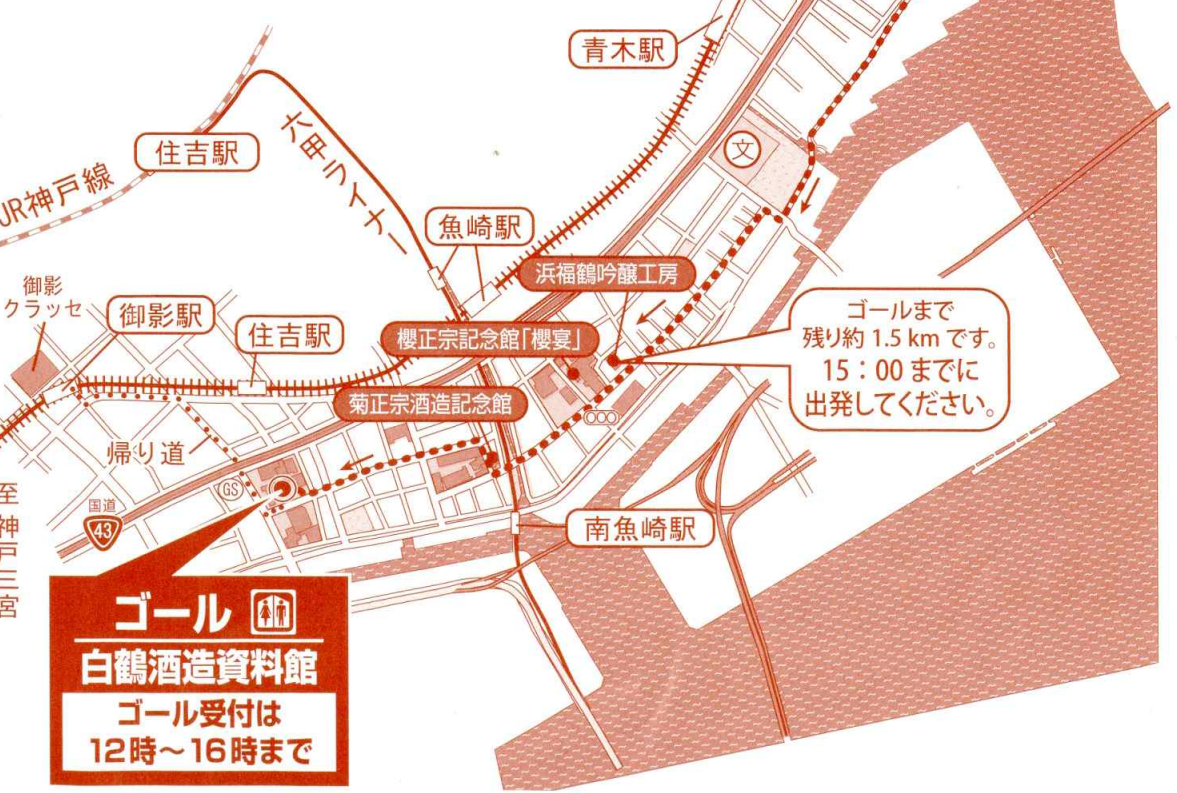 青木駅
住吉駅
六甲ライナー
JR神戸線
文
魚崎駅
浜福鶴吟醸工房
御影
クラッセ
御影駅
住吉駅
櫻正宗記念館「櫻宴」
ゴールまで
残り約 1.5 km です。
15：00 までに
出発してください。
菊正宗酒造記念館
帰り道
GS
国道
43
至神戸三宮
南魚崎駅
ゴール
白鶴酒造資料館
ゴール受付は
12時～16時まで